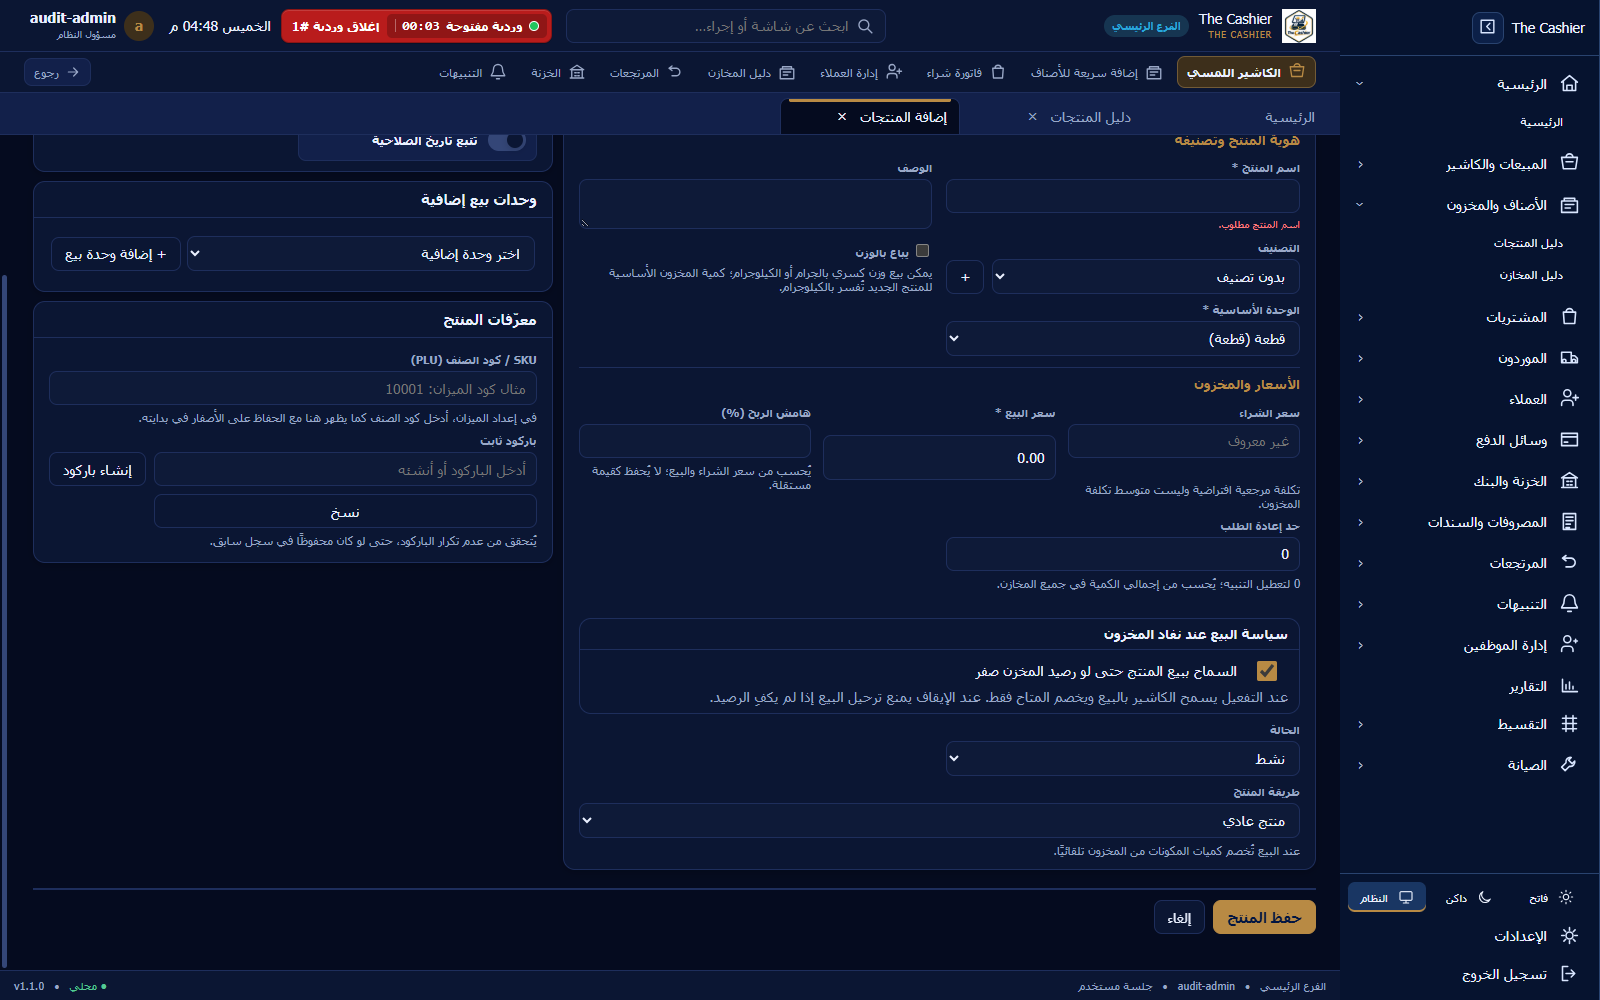 The Cashier
الرئيسية
الرئيسية
المبيعات والكاشير
الأصناف والمخزون
دليل المنتجات
دليل المخازن
المشتريات
الموردون
العملاء
وسائل الدفع
الخزنة والبنك
المصروفات والسندات
المرتجعات
التنبيهات
إدارة الموظفين
التقارير
التقسيط
الصيانة
فاتح
داكن
النظام
الإعدادات
تسجيل الخروج
The Cashier
THE CASHIER
الفرع الرئيسي
ابحث عن شاشة أو إجراء...
وردية مفتوحة 00:03
إغلاق وردية #1
الخميس 04:48 م
a
audit-admin
مسؤول النظام
الكاشير اللمسي
إضافة سريعة للأصناف
فاتورة شراء
إدارة العملاء
دليل المخازن
المرتجعات
الخزنة
التنبيهات
رجوع
الرئيسية
دليل المنتجات ×
إضافة المنتجات ×
هوية المنتج وتصنيفه
اسم المنتج *
اسم المنتج مطلوب.
الوصف
التصنيف
بدون تصنيف
+
يباع بالوزن
يمكن بيع وزن كسري بالجرام أو الكيلوجرام؛ كمية المخزون الأساسية
للمنتج الجديد تُفسر بالكيلوجرام.
الوحدة الأساسية *
قطعة (قطعة)
الأسعار والمخزون
سعر الشراء
غير معروف
تكلفة مرجعية افتراضية وليست متوسط تكلفة
المخزون.
سعر البيع *
0.00
هامش الربح (%)
يُحسب من سعر الشراء والبيع؛ لا يُحفظ كقيمة
مستقلة.
حد إعادة الطلب
0
0 لتعطيل التنبيه؛ يُحسب من إجمالي الكمية في جميع المخازن.
سياسة البيع عند نفاد المخزون
السماح ببيع المنتج حتى لو رصيد المخزن صفر
عند التفعيل يسمح الكاشير بالبيع ويخصم المتاح فقط. عند الإيقاف يمنع ترحيل البيع إذا لم يكفِ الرصيد.
الحالة
نشط
طريقة المنتج
منتج عادي
عند البيع تُخصم كميات المكونات من المخزون تلقائيًا.
تتبع تاريخ الصلاحية
وحدات بيع إضافية
اختر وحدة إضافية
+ إضافة وحدة بيع
معرّفات المنتج
SKU / كود الصنف (PLU)
مثال كود الميزان: 10001
في إعداد الميزان، أدخل كود الصنف كما يظهر هنا مع الحفاظ على الأصفار في بدايته.
باركود ثابت
أدخل الباركود أو أنشئه
إنشاء باركود
نسخ
يُتحقق من عدم تكرار الباركود، حتى لو كان محفوظًا في سجل سابق.
حفظ المنتج
إلغاء
الفرع الرئيسي • audit-admin • جلسة مستخدم
محلي • v1.1.0